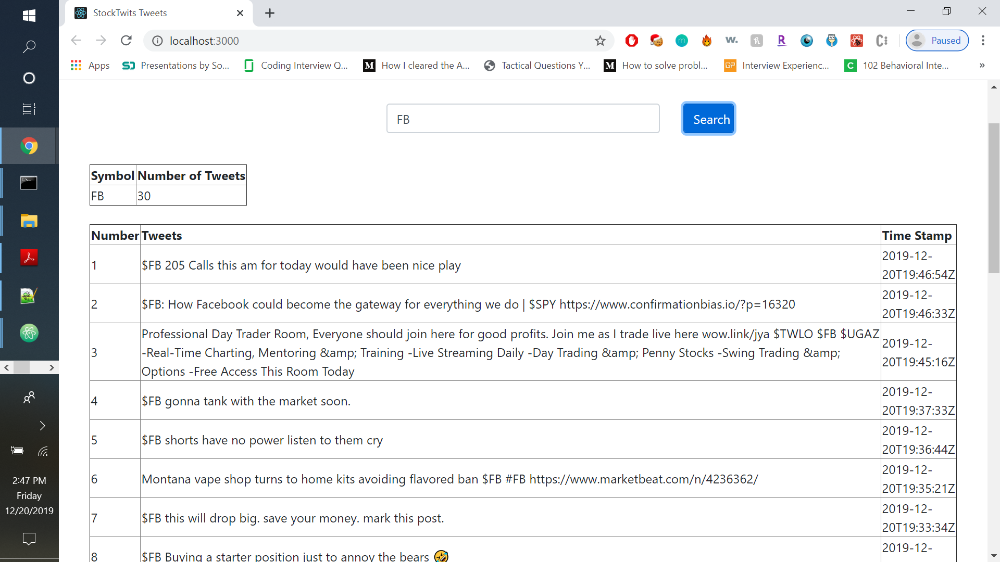 StockTwits Tweets
localhost:3000
Paused
Apps
Presentations by So...
Coding Interview Q...
How I cleared the A...
Tactical Questions Y...
How to solve probl...
GP
Interview Experienc...
102 Behavioral Inte...
FB
Search
Symbol Number of Tweets
FB 30
Number Tweets Time Stamp
1 $FB 205 Calls this am for today would have been nice play 2019-12-
20T19:46:54Z
2 $FB: How Facebook could become the gateway for everything we do | $SPY https://www.confirmationbias.io/?p=16320 2019-12-
20T19:46:33Z
3 Professional Day Trader Room, Everyone should join here for good profits. Join me as I trade live here wow.link/jya $TWLO $FB $UGAZ
-Real-Time Charting, Mentoring &amp; Training -Live Streaming Daily -Day Trading &amp; Penny Stocks -Swing Trading &amp;
Options -Free Access This Room Today
2019-12-
20T19:45:16Z
4 $FB gonna tank with the market soon. 2019-12-
20T19:37:33Z
5 $FB shorts have no power listen to them cry 2019-12-
20T19:36:44Z
6 Montana vape shop turns to home kits avoiding flavored ban $FB #FB https://www.marketbeat.com/n/4236362/ 2019-12-
20T19:35:21Z
7 $FB this will drop big. save your money. mark this post. 2019-12-
20T19:33:34Z
8 $FB Buying a starter position just to annoy the bears 🤣 2019-12-
2:47 PM
Friday
12/20/2019